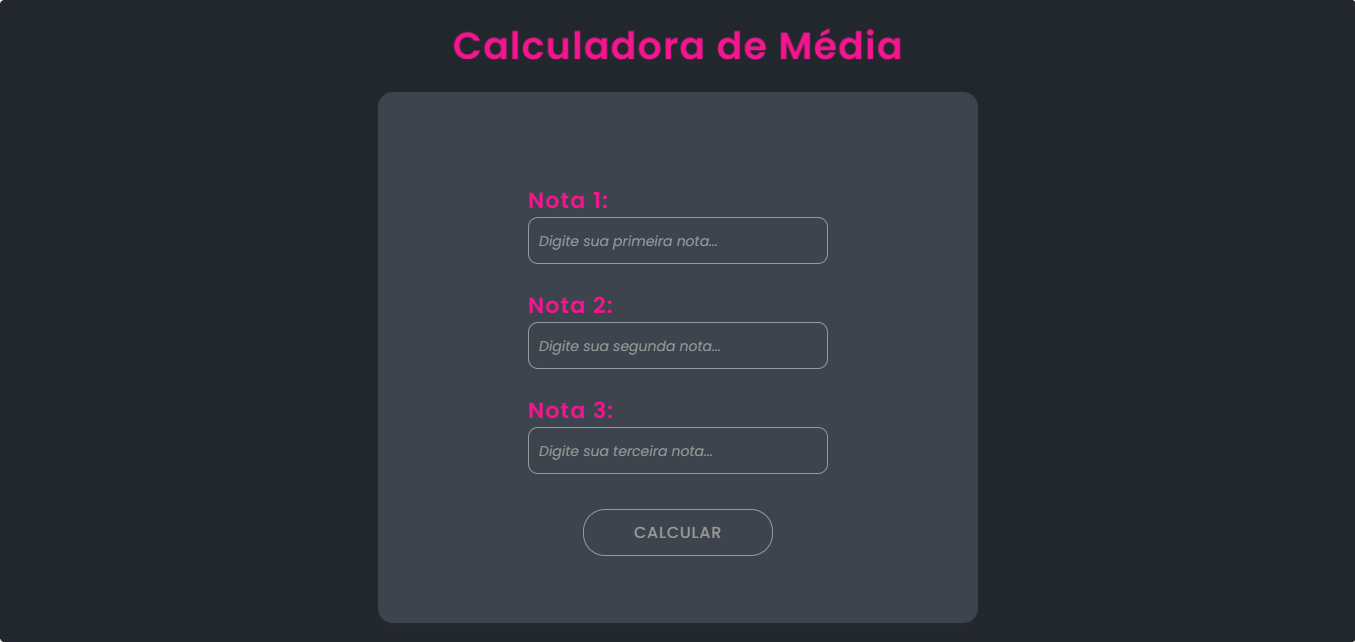 Calculadora de Média
Nota 1:
Digite sua primeira nota...
Nota 2:
Digite sua segunda nota...
Nota 3:
Digite sua terceira nota...
CALCULAR